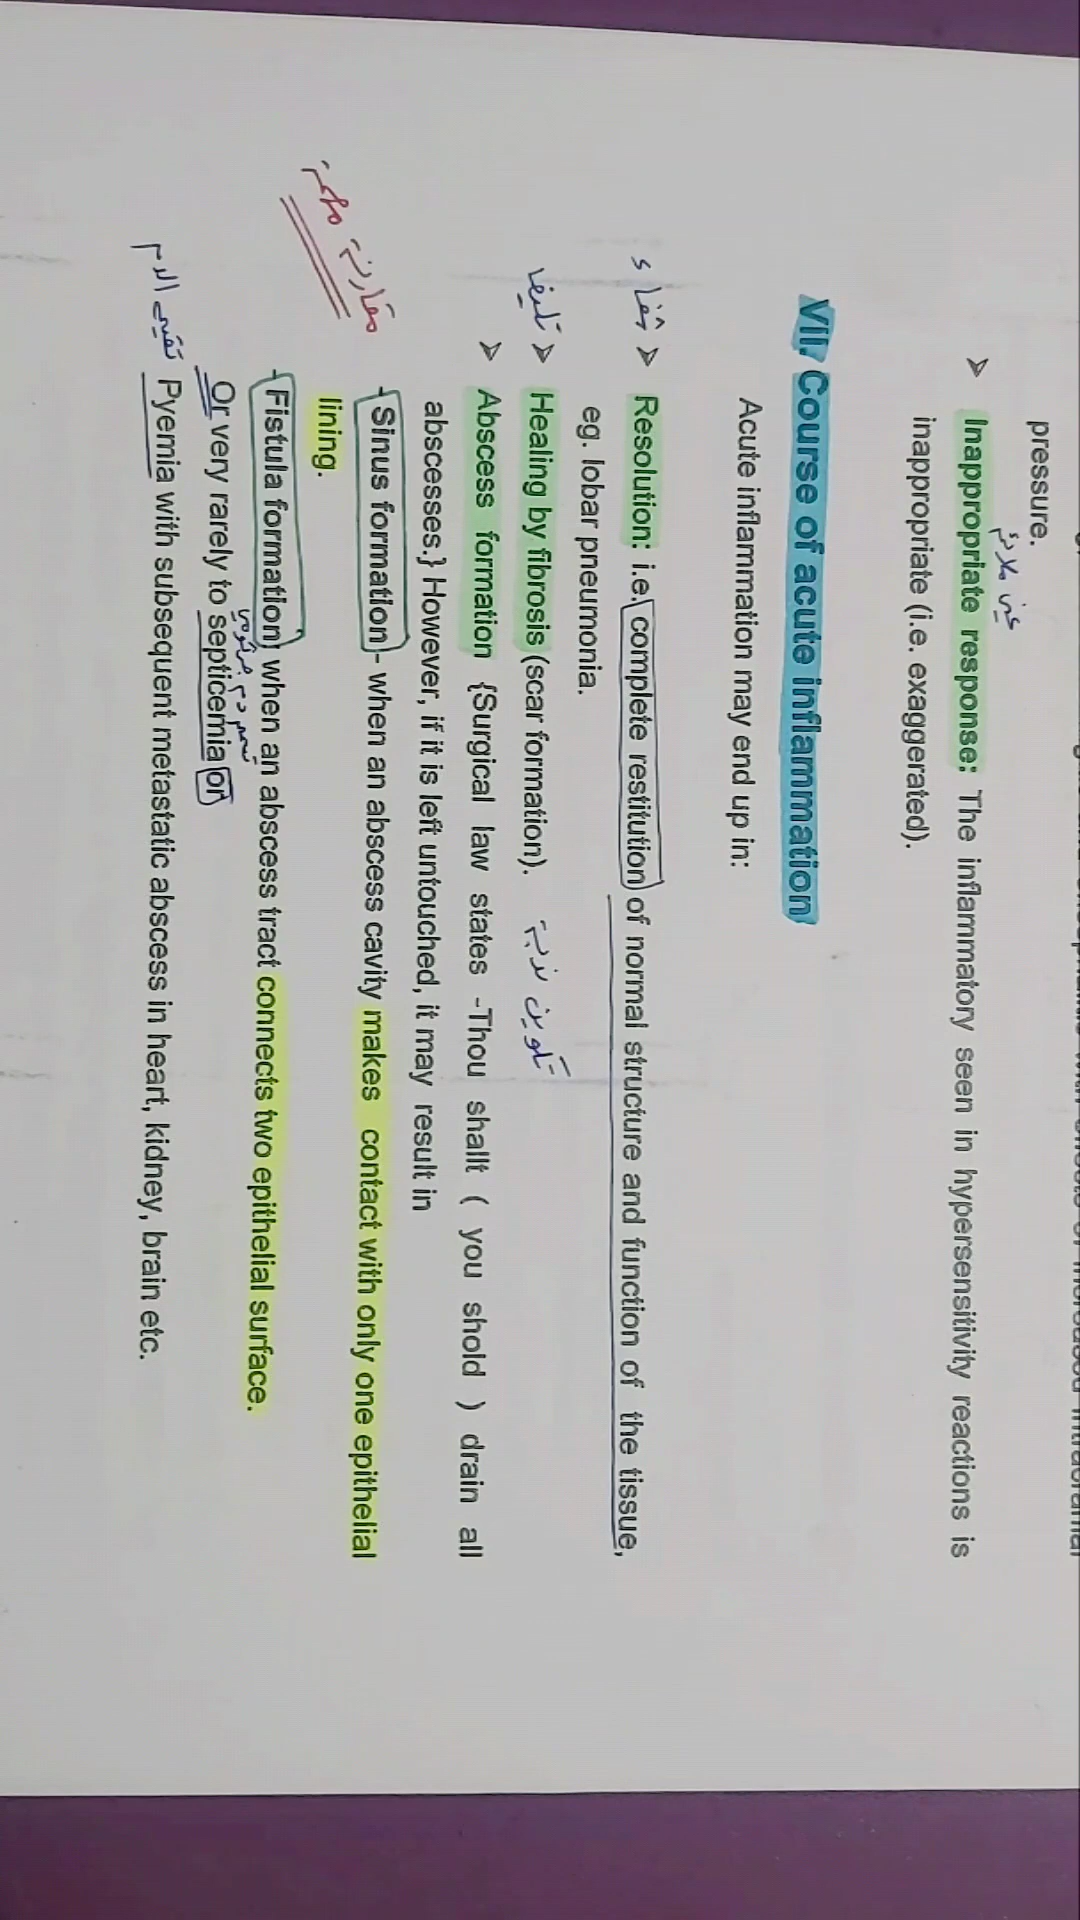 pressure.
غير ملائم
➢ Inappropriate response: The inflammatory seen in hypersensitivity reactions is
inappropriate (i.e. exaggerated).
VII. Course of acute inflammation
Acute inflammation may end up in:
شفاء ➢ Resolution: i.e. complete restitution of normal structure and function of the tissue,
eg. lobar pneumonia.
تليف ➢ Healing by fibrosis (scar formation). تكوين ندبة
➢ Abscess formation {Surgical law states -Thou shallt ( you shold ) drain all
abscesses.} However, if it is left untouched, it may result in
- Sinus formation - when an abscess cavity makes contact with only one epithelial
lining.
مقارنة مهمة
- Fistula formation: when an abscess tract connects two epithelial surface.
تسمم دم جرثومي
Or very rarely to septicemia or
تقيح الدم Pyemia with subsequent metastatic abscess in heart, kidney, brain etc.